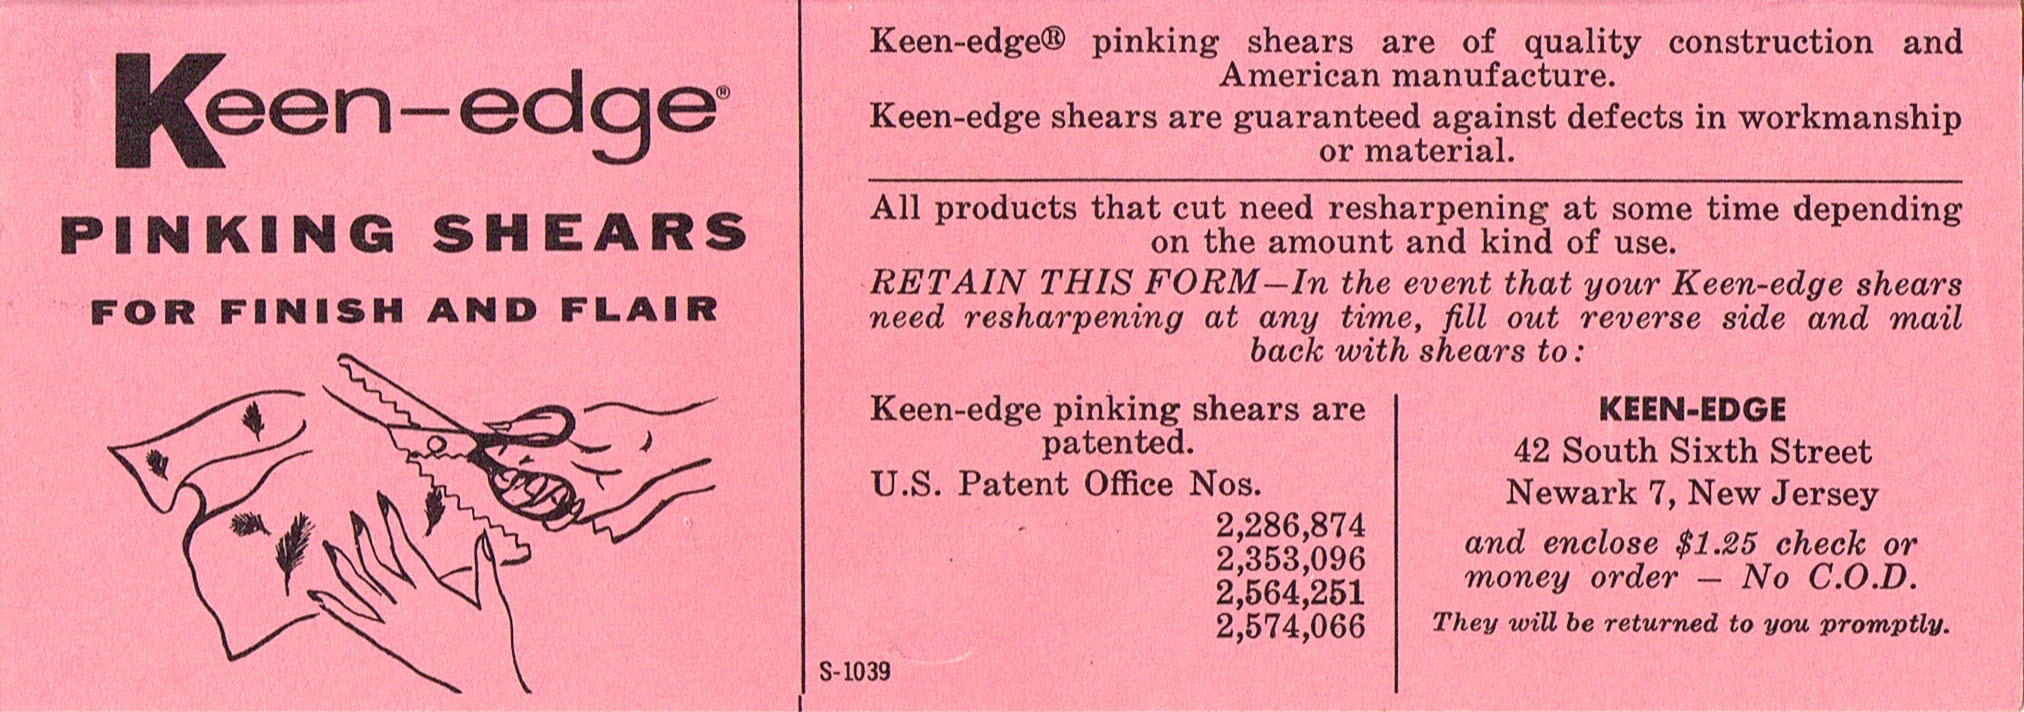 Keen-edge®
PINKING SHEARS
FOR FINISH AND FLAIR
Keen-edge® pinking shears are of quality construction and
American manufacture.
Keen-edge shears are guaranteed against defects in workmanship
or material.
All products that cut need resharpening at some time depending
on the amount and kind of use.
RETAIN THIS FORM—In the event that your Keen-edge shears
need resharpening at any time, fill out reverse side and mail
back with shears to:
Keen-edge pinking shears are
patented.
U.S. Patent Office Nos.
2,286,874
2,353,096
2,564,251
2,574,066
S-1039
KEEN-EDGE
42 South Sixth Street
Newark 7, New Jersey
and enclose $1.25 check or
money order — No C.O.D.
They will be returned to you promptly.